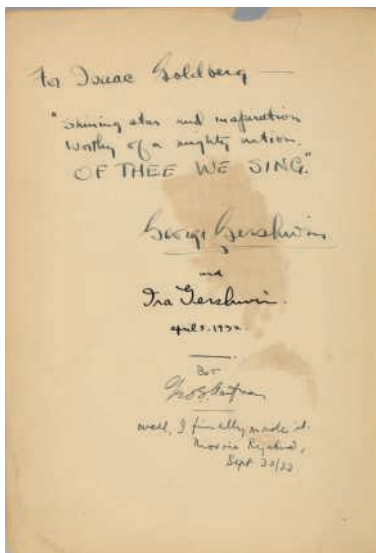 For Isaac Goldberg —
"Shining star and inspiration
Worthy of a mighty nation.
OF THEE WE SING."
George Gershwin
and
Ira Gershwin.
April 5, 1932.
But
well, I finally made it.
Morrie Ryskind,
Sept 30/33